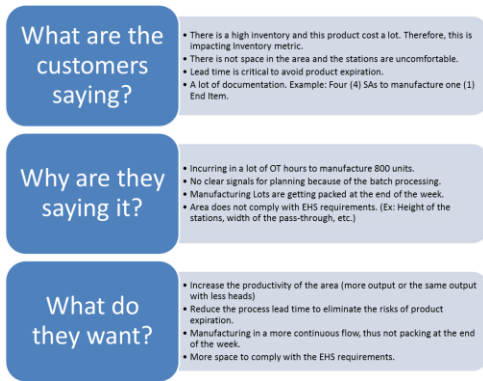 What are the
customers
saying?
• There is a high inventory and this product cost a lot. Therefore, this is
impacting Inventory metric.
• There is not space in the area and the stations are uncomfortable.
• Lead time is critical to avoid product expiration.
• A lot of documentation. Example: Four (4) SAs to manufacture one (1)
End Item.
Why are they
saying it?
• Incurring in a lot of OT hours to manufacture 800 units.
• No clear signals for planning because of the batch processing.
• Manufacturing Lots are getting packed at the end of the week.
• Area does not comply with EHS requirements. (Ex: Height of the
stations, width of the pass-through, etc.)
What do
they want?
• Increase the productivity of the area (more output or the same output
with less heads)
• Reduce the process lead time to eliminate the risks of product
expiration.
• Manufacturing in a more continuous flow, thus not packing at the end
of the week.
• More space to comply with the EHS requirements.